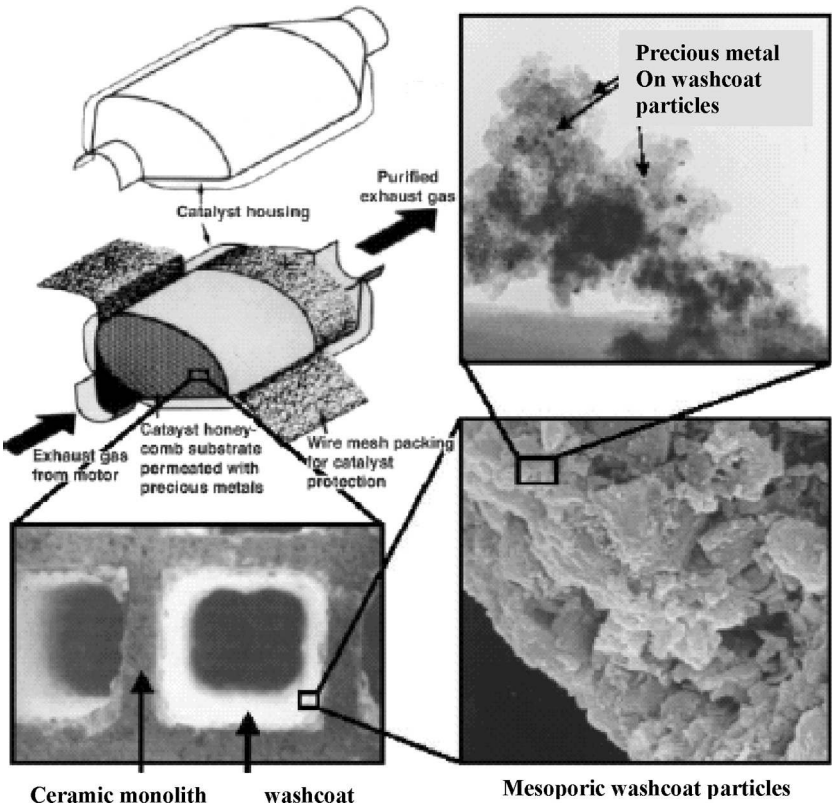 Precious metal
On washcoat
particles
Purified
exhaust gas
Catalyst housing
Exhaust gas
from motor
Catayst honey-
comb substrate
permeated with
precious metals
Wire mesh packing
for catalyst
protection
Ceramic monolith
washcoat
Mesoporic washcoat particles